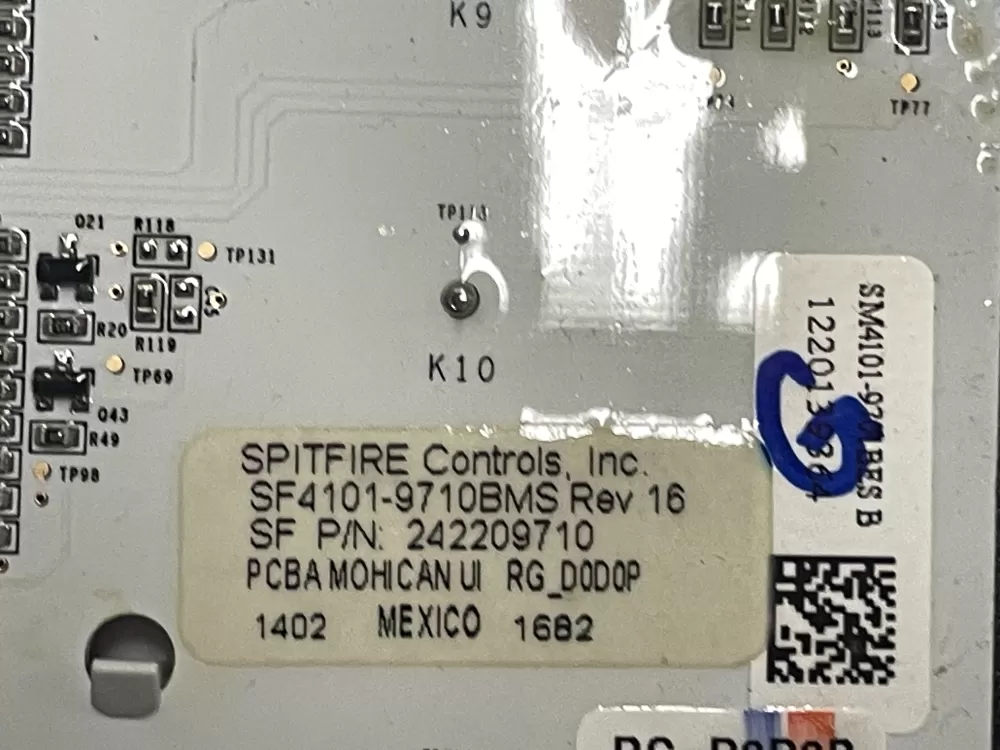 K9
TP77
TP113
Q21
R118
TP131
R20
R119
TP69
K10
Q43
R49
TP98
SPITFIRE Controls, Inc.
SF4101-9710BMS Rev 16
SF P/N: 242209710
PCBA MOHICAN UI RG_D0D0P
1402 MEXICO 1682